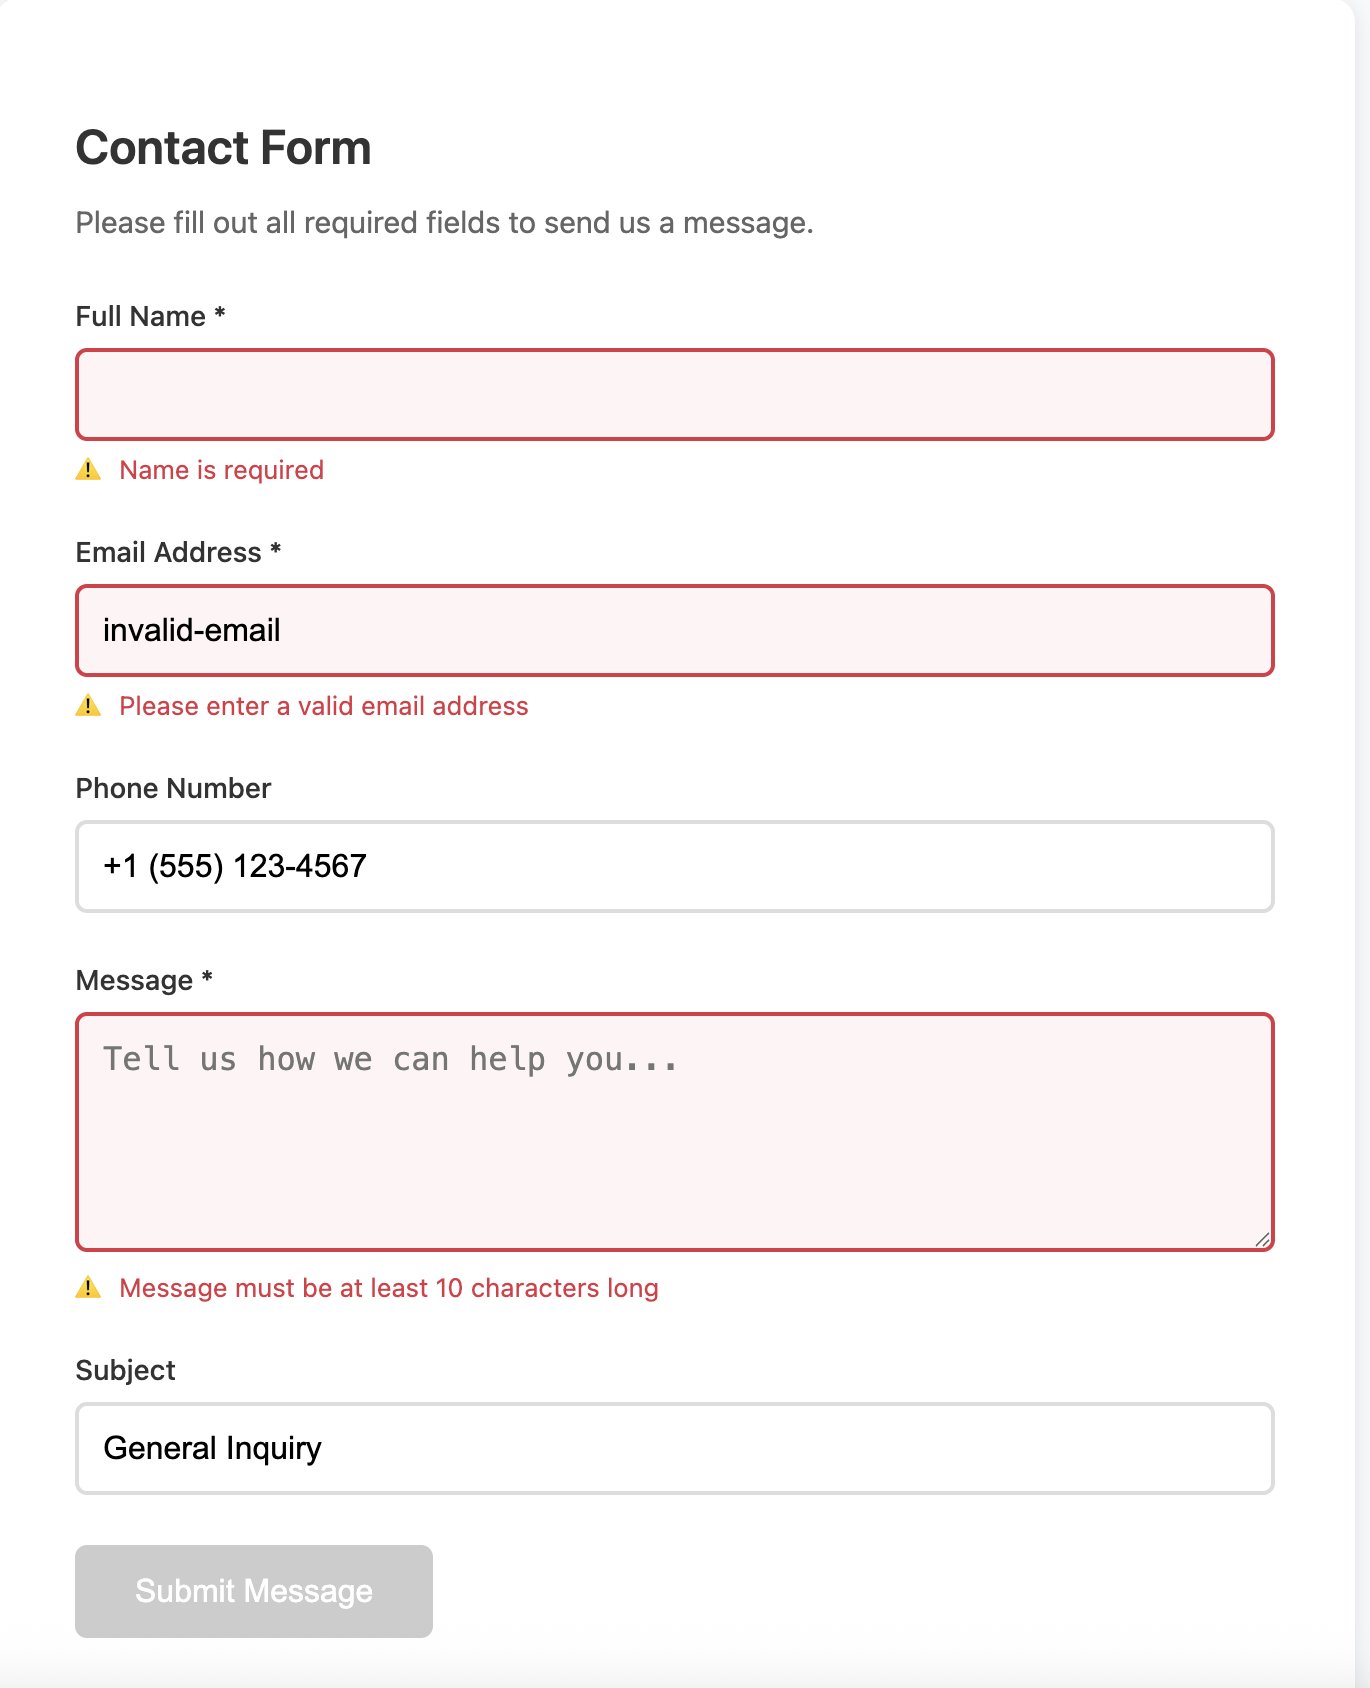 Contact Form
Please fill out all required fields to send us a message.
Full Name *
⚠️ Name is required
Email Address *
invalid-email
⚠️ Please enter a valid email address
Phone Number
+1 (555) 123-4567
Message *
Tell us how we can help you...
⚠️ Message must be at least 10 characters long
Subject
General Inquiry
Submit Message